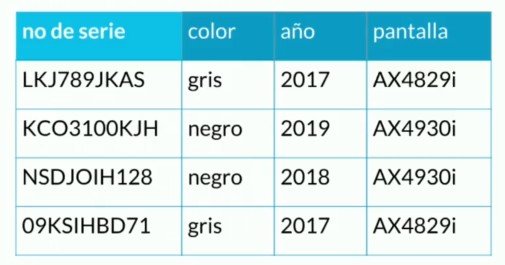 no de serie color año pantalla
LKJ789JKAS gris 2017 AX4829i
KCO3100KJH negro 2019 AX4930i
NSDJOIH128 negro 2018 AX4930i
09KSIHBD71 gris 2017 AX4829i